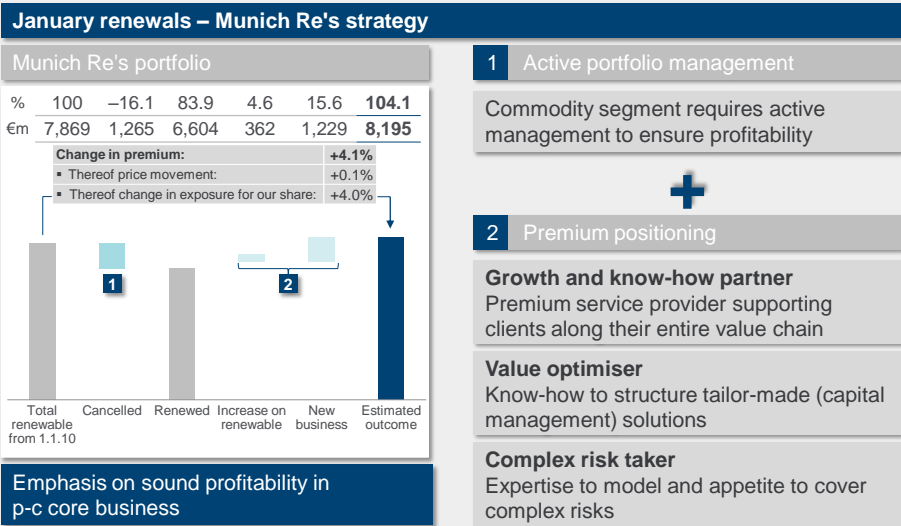 January renewals – Munich Re's strategy
Munich Re's portfolio
% 100 –16.1 83.9 4.6 15.6 104.1
€m 7,869 1,265 6,604 362 1,229 8,195
Change in premium: +4.1%
▪ Thereof price movement: +0.1%
▪ Thereof change in exposure for our share: +4.0%
1
2
Total
renewable
from 1.1.10
Cancelled
Renewed
Increase on
renewable
New
business
Estimated
outcome
Emphasis on sound profitability in
p-c core business
1 Active portfolio management
Commodity segment requires active
management to ensure profitability
+
2 Premium positioning
Growth and know-how partner
Premium service provider supporting
clients along their entire value chain
Value optimiser
Know-how to structure tailor-made (capital
management) solutions
Complex risk taker
Expertise to model and appetite to cover
complex risks